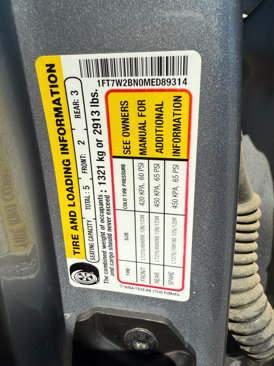 1FT7W2BN0MED89314
TIRE AND LOADING INFORMATION
SEATING CAPACITY TOTAL : 5 FRONT: 2 REAR: 3
The combined weight of occupants : 1321 kg or 2913 lbs.
and cargo should never exceed
TIRE SIZE COLD TIRE PRESSURE
FRONT 420 KPA, 60 PSI
REAR 450 KPA, 65 PSI
SPARE 450 KPA, 65 PSI
SEE OWNERS
MANUAL FOR
ADDITIONAL
INFORMATION